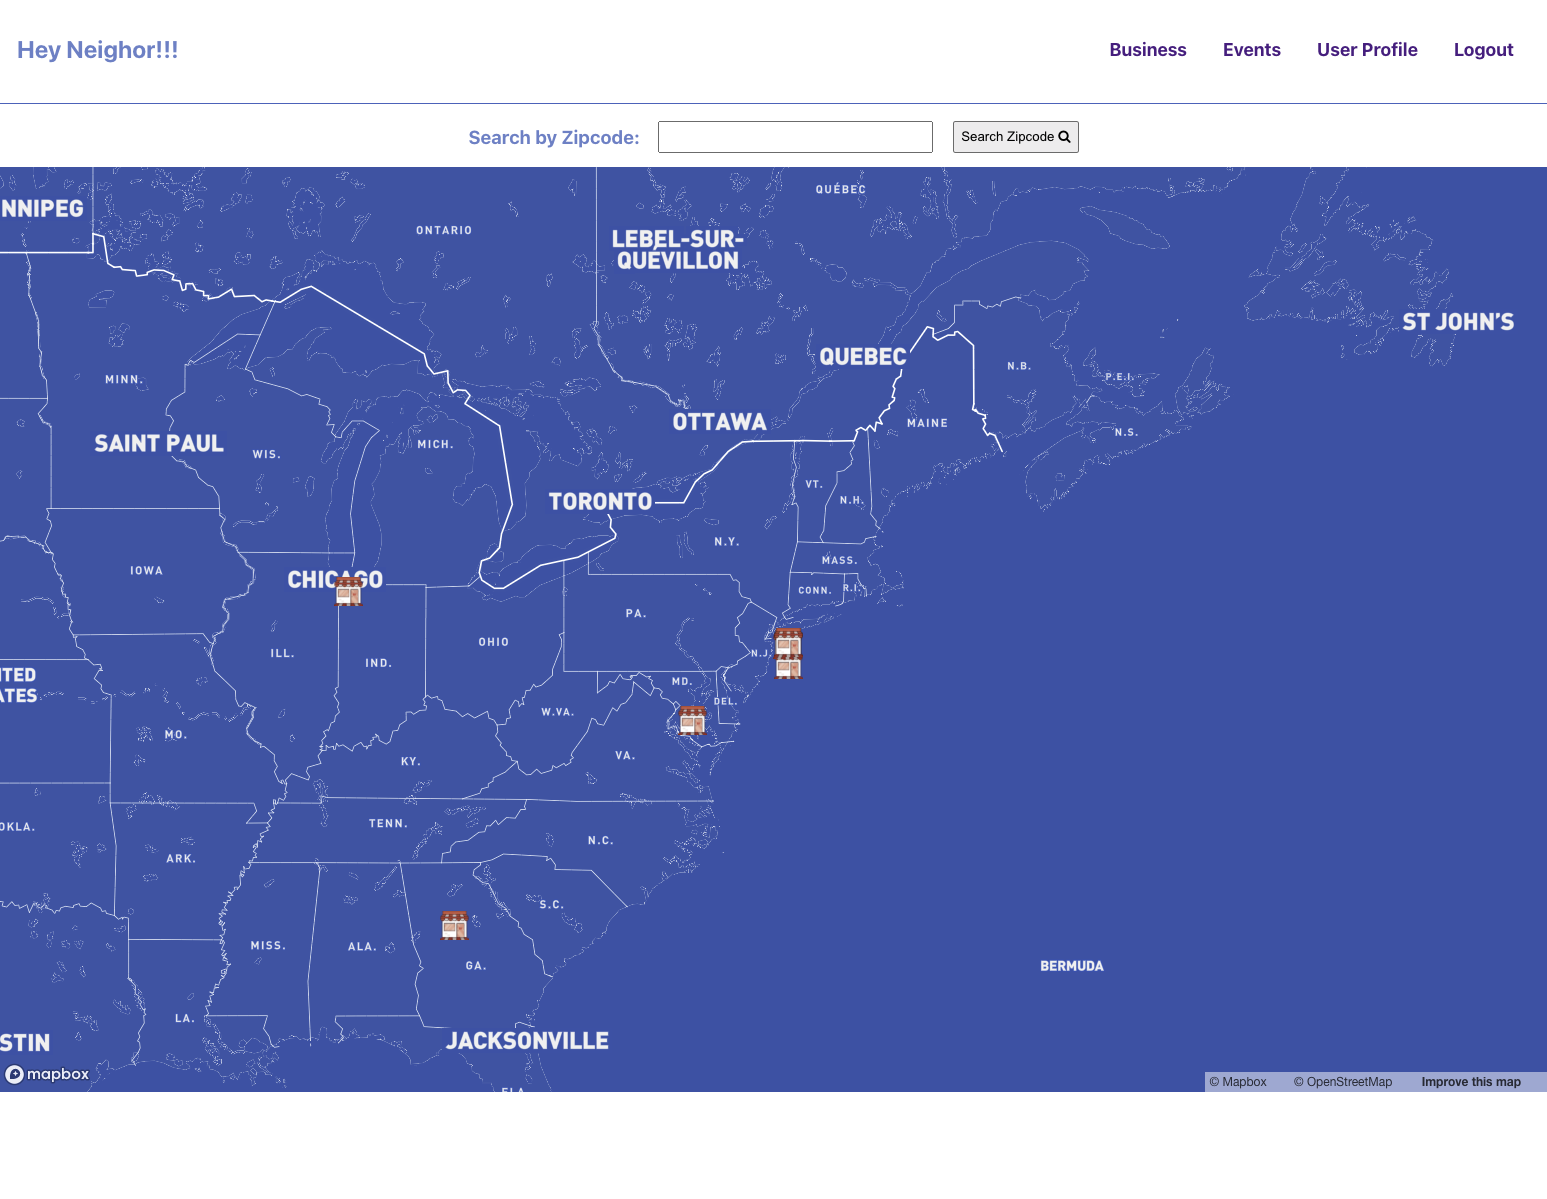 Hey Neighor!!!
Business
Events
User Profile
Logout
Search by Zipcode:
Search Zipcode
QUÉBEC
NNIPEG
ONTARIO
LEBEL-SUR-
QUÉVILLON
ST JOHN'S
QUEBEC
N.B.
P.E.I.
MINN.
OTTAWA
MAINE
N.S.
SAINT PAUL
WIS.
MICH.
VT.
TORONTO
N.H.
N.Y.
MASS.
IOWA
CHICAGO
CONN.
R.I.
PA.
OHIO
ILL.
IND.
N.J.
ITED
ATES
MD.
DEL.
W.VA.
MO.
VA.
KY.
OKLA.
TENN.
N.C.
ARK.
S.C.
MISS.
ALA.
GA.
BERMUDA
LA.
STIN
JACKSONVILLE
mapbox
© Mapbox
© OpenStreetMap
Improve this map
FLA.